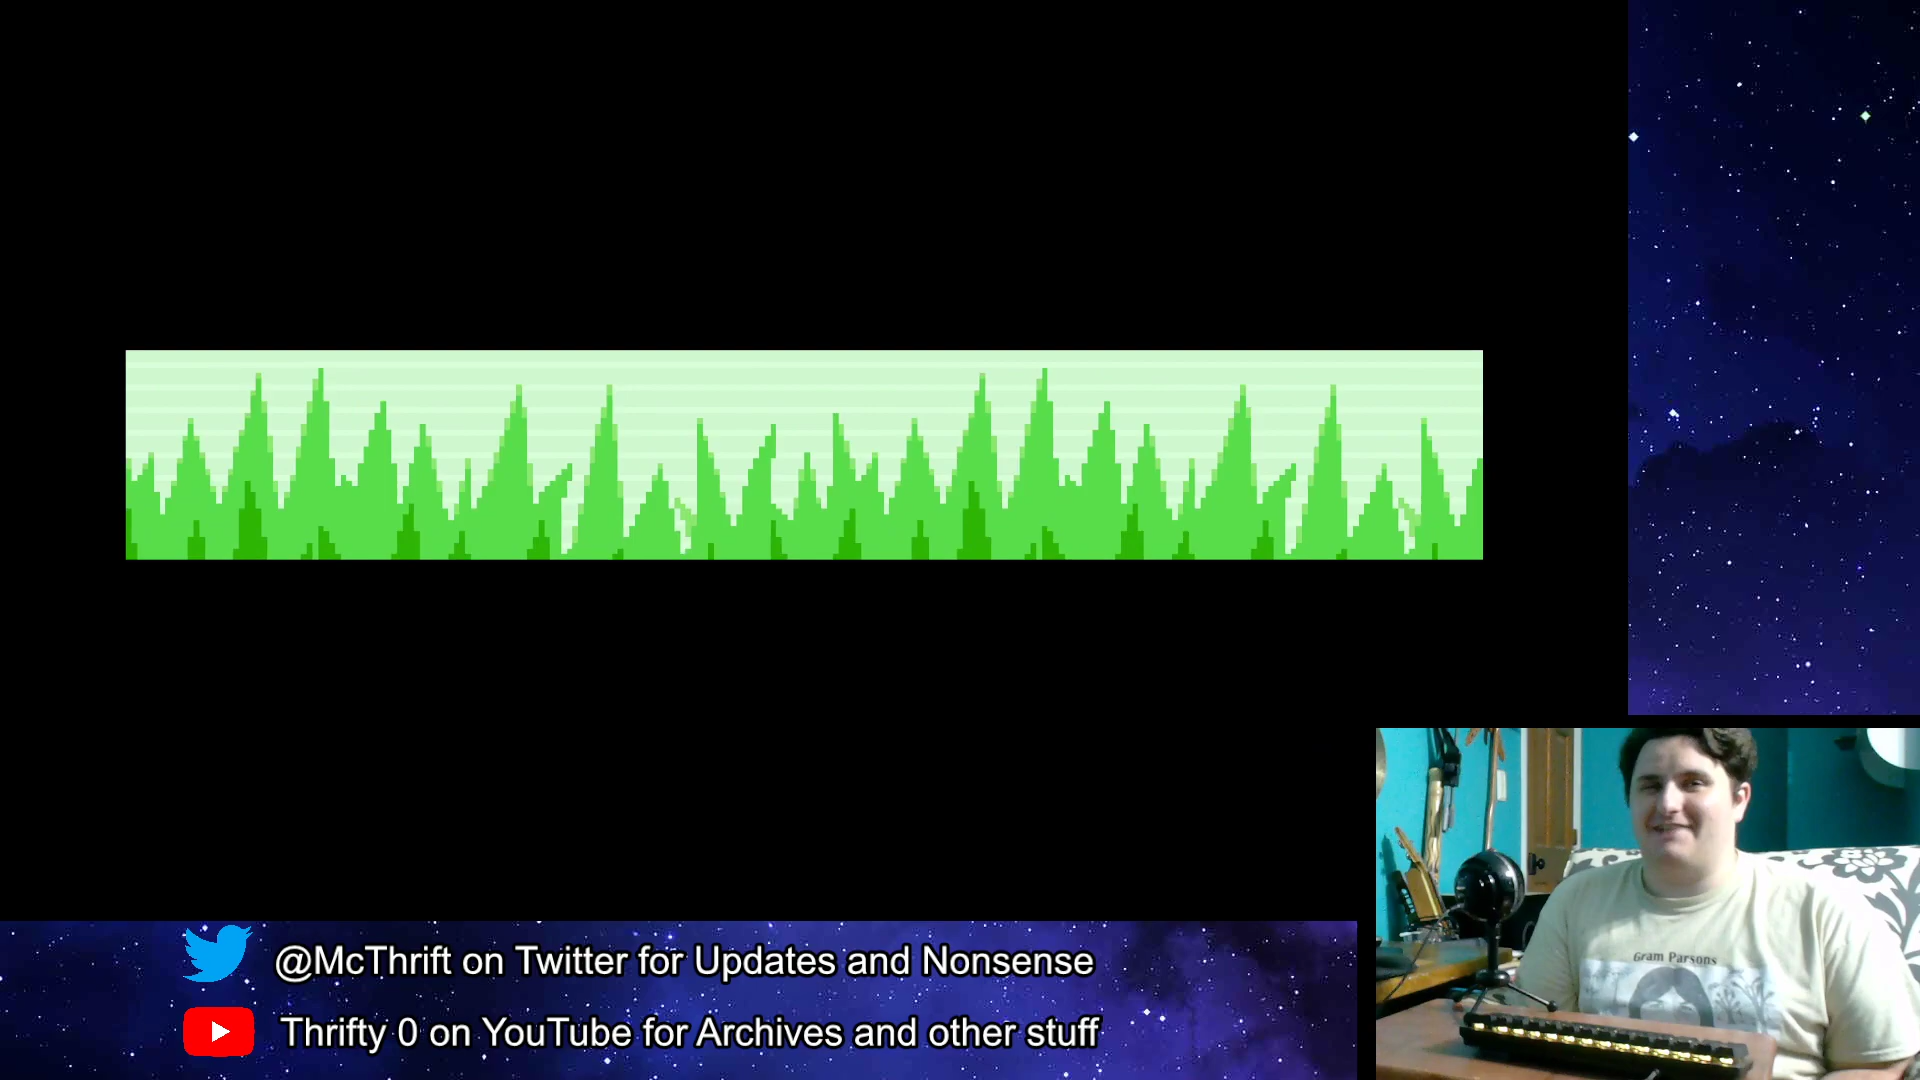 @McThrift on Twitter for Updates and Nonsense
Thrifty 0 on YouTube for Archives and other stuff
Gram Parsons